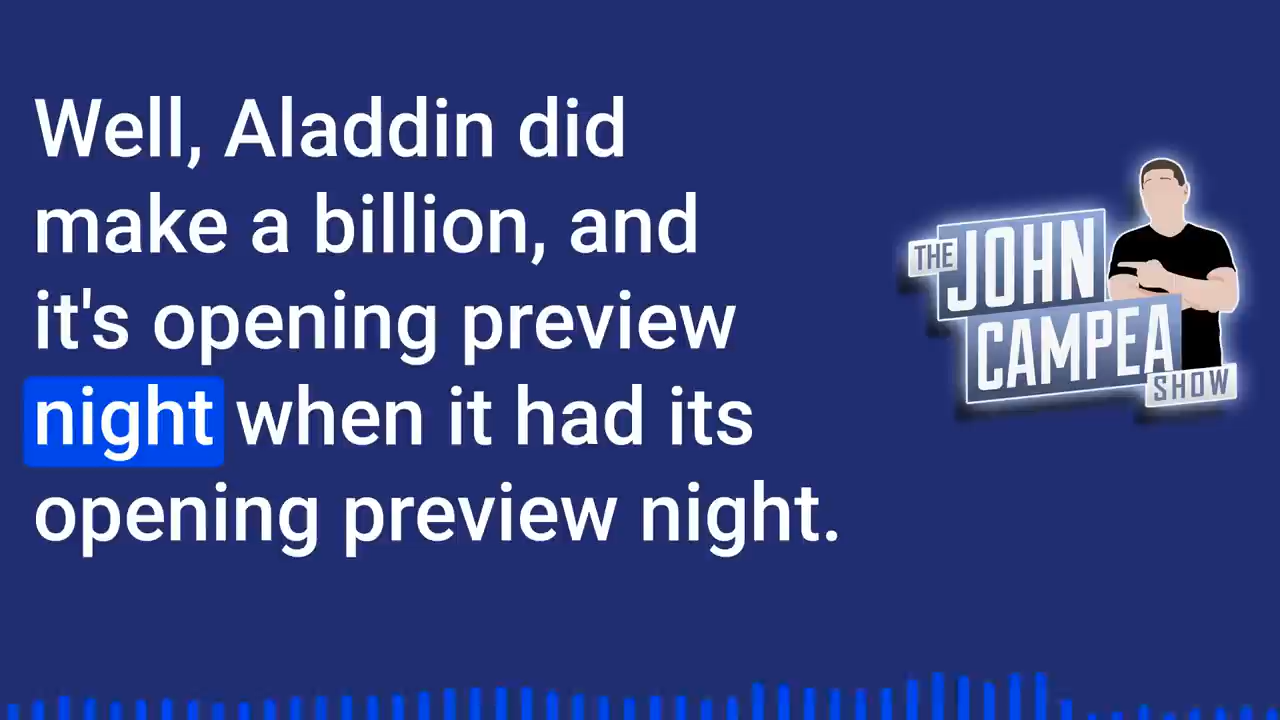 Well, Aladdin did
make a billion, and
it's opening preview
night when it had its
opening preview night.
THE
JOHN
CAMPEA
SHOW